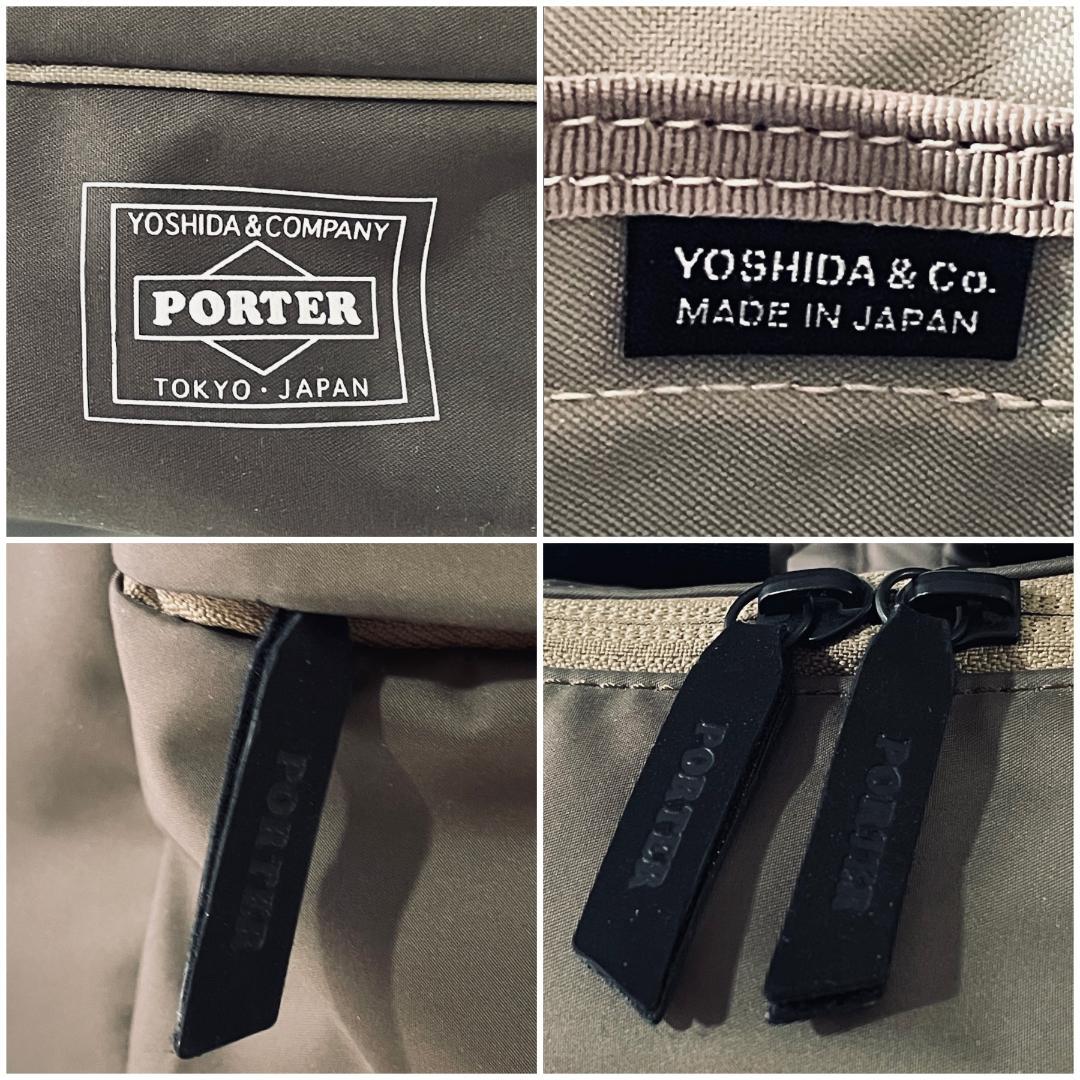 YOSHIDA & COMPANY
PORTER
TOKYO · JAPAN
YOSHIDA & Co.
MADE IN JAPAN
PORTER
PORTER
PORTER